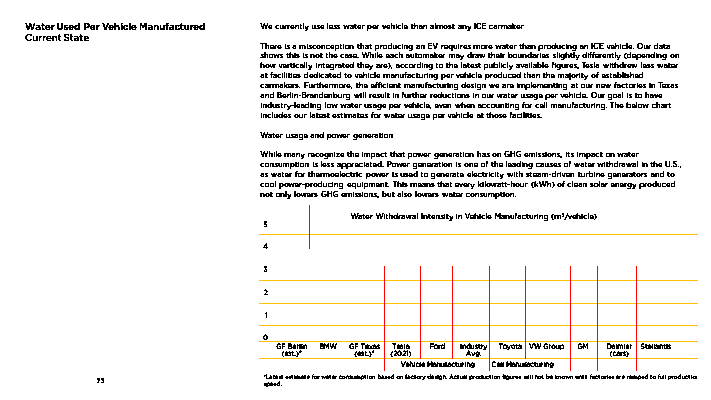 Water Used Per Vehicle Manufactured
Current State
We currently use less water per vehicle than almost any ICE carmaker
There is a misconception that producing an EV requires more water than producing an ICE vehicle. Our data
shows this is not the case. While each automaker may draw their boundaries slightly differently (depending on
how vertically integrated they are), according to the latest publicly available figures, Tesla withdrew less water
at facilities dedicated to vehicle manufacturing per vehicle produced than the majority of established
carmakers. Furthermore, the efficient manufacturing design we are implementing at our new factories in Texas
and Berlin-Brandenburg will result in further reductions in our water usage per vehicle. Our goal is to have
industry-leading low water usage per vehicle, even when accounting for cell manufacturing. The below chart
includes our latest estimates for water usage per vehicle at those facilities.
Water usage and power generation
While many recognize the impact that power generation has on GHG emissions, its impact on water
consumption is less appreciated. Power generation is one of the leading causes of water withdrawal in the U.S.,
as water for thermoelectric power is used to generate electricity with steam-driven turbine generators and to
cool power-producing equipment. This means that every kilowatt-hour (kWh) of clean solar energy produced
not only lowers GHG emissions, but also lowers water consumption.
Water Withdrawal Intensity in Vehicle Manufacturing (m³/vehicle)
5
4
3
2
1
0
GF Berlin BMW GF Texas Tesla Ford Industry Toyota VW Group GM Daimler Stellantis
(est.)* (est.)* (2021) Avg. (cars)
Vehicle Manufacturing Cell Manufacturing
*Latest estimate for water consumption based on factory design. Actual production figures will not be known until factories are ramped to full production
speed.
73